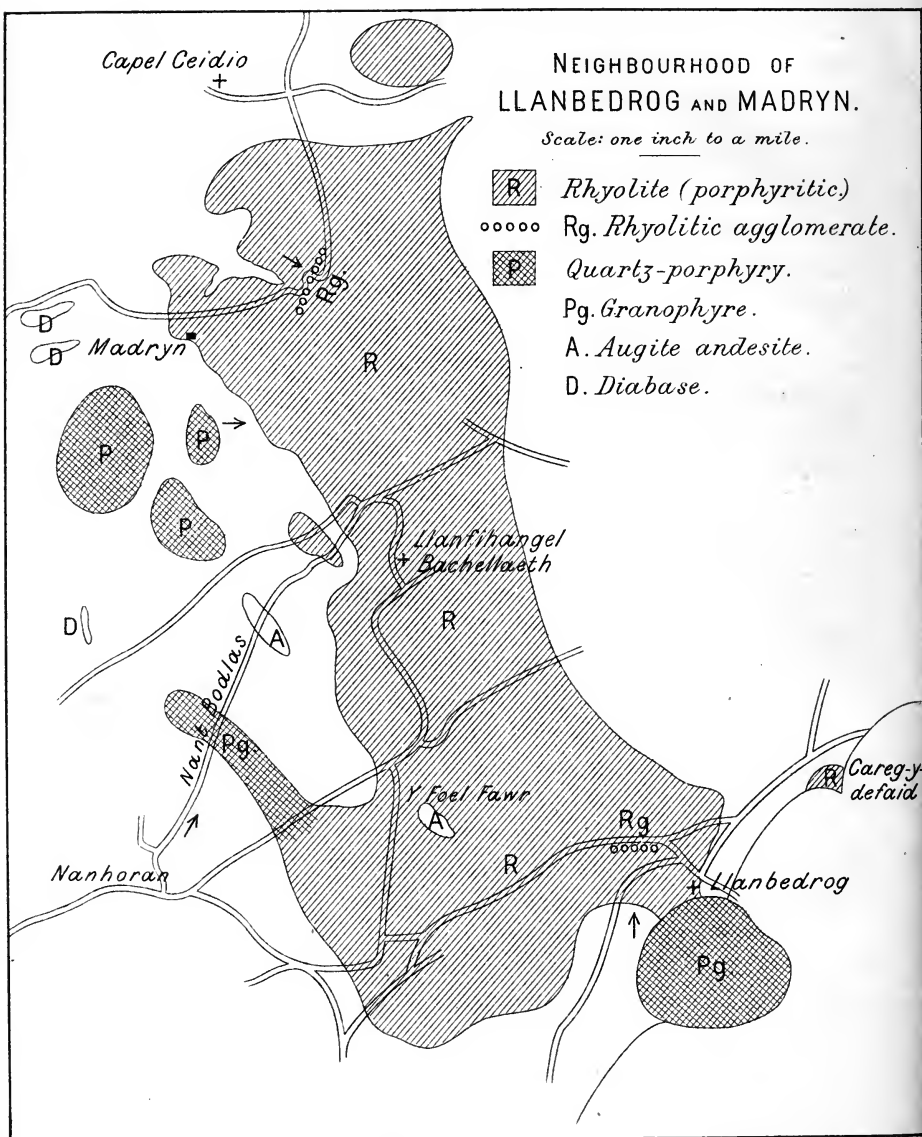 Capel Ceidio
NEIGHBOURHOOD OF
LLANBEDROG AND MADRYN.
Scale: one inch to a mile.
R Rhyolite (porphyritic.)
Rg. Rhyolitic agglomerate.
P Quartz-porphyry.
Pg. Granophyre.
A. Augite andesite.
D. Diabase.
Rg.
D
D
Madryn
R
P
P
P
Llanfihangel
Bachellaeth
D
A
R
Nant Bodlas
Pg.
Y Foel Fawr
A
Careg-y-
defaid
R
Rg
R
Nanhoran
Llanbedrog
Pg